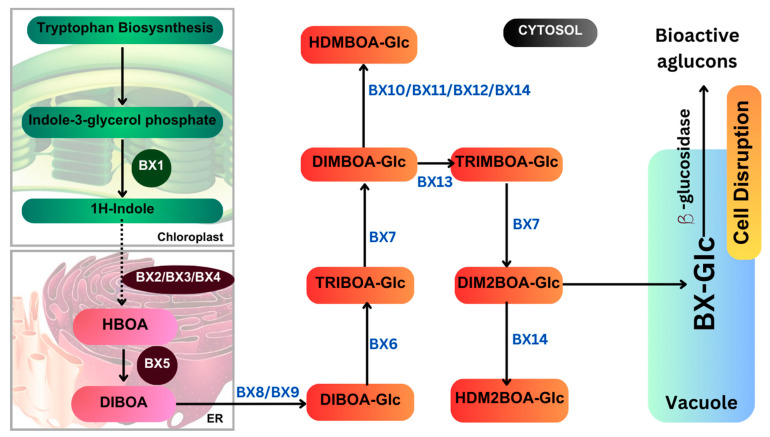 Tryptophan Biosysnthesis
Indole-3-glycerol phosphate
BX1
1H-Indole
Chloroplast
BX2/BX3/BX4
HBOA
BX5
DIBOA
ER
BX8/BX9
HDMBOA-Glc
BX10/BX11/BX12/BX14
DIMBOA-Glc
BX13
TRIMBOA-Glc
BX7
BX7
TRIBOA-Glc
DIM2BOA-Glc
BX6
BX14
DIBOA-Glc
HDM2BOA-Glc
CYTOSOL
Bioactive
aglucons
β-glucosidase
Cell Disruption
BX-Glc
Vacuole